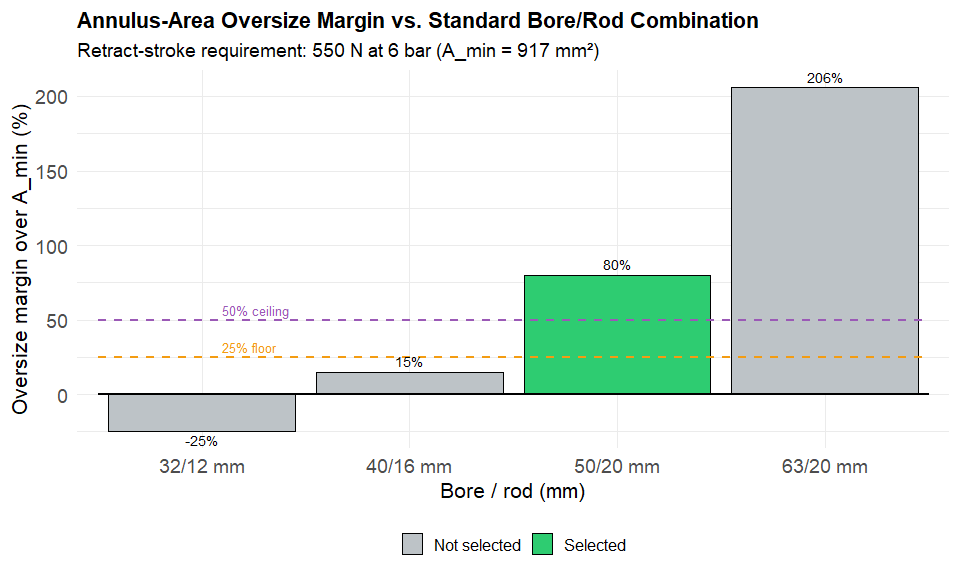 Annulus-Area Oversize Margin vs. Standard Bore/Rod Combination
Retract-stroke requirement: 550 N at 6 bar (A_min = 917 mm²)
Oversize margin over A_min (%)
200
150
100
50
0
206%
80%
50% ceiling
25% floor
15%
-25%
32/12 mm
40/16 mm
50/20 mm
63/20 mm
Bore / rod (mm)
Not selected
Selected